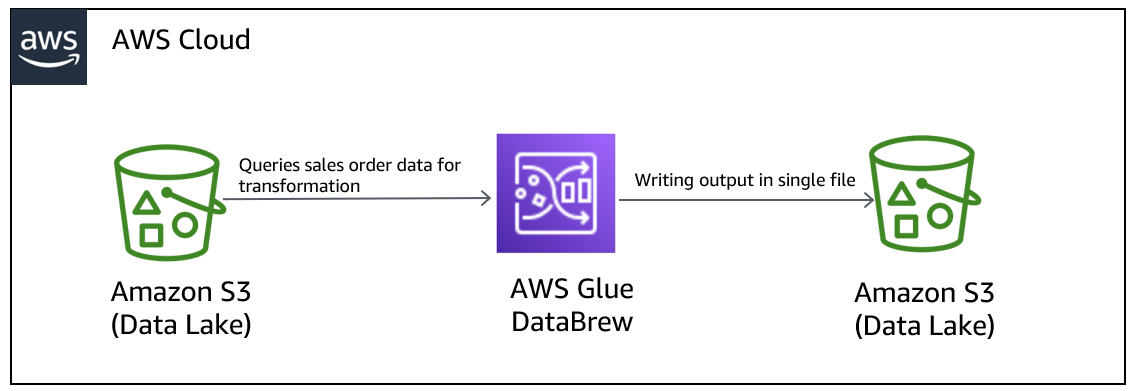 aws
AWS Cloud
Queries sales order data for
transformation
Writing output in single file
Amazon S3
(Data Lake)
AWS Glue
DataBrew
Amazon S3
(Data Lake)